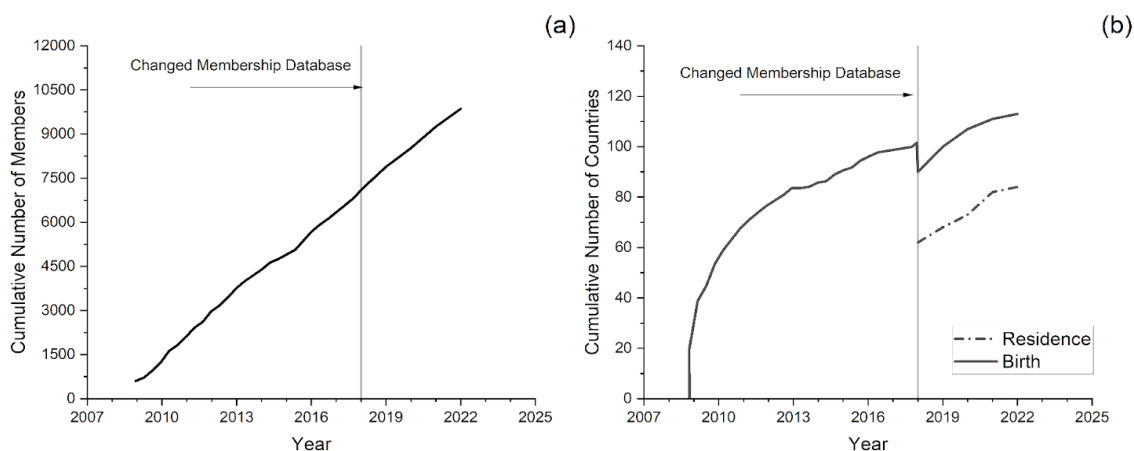 (a)
12000
10500
9000
7500
6000
4500
3000
1500
0
Cumulative Number of Members
Changed Membership Database
2007 2010 2013 2016 2019 2022 2025
Year
(b)
140
120
100
80
60
40
20
0
Cumulative Number of Countries
Changed Membership Database
Residence
Birth
2007 2010 2013 2016 2019 2022 2025
Year